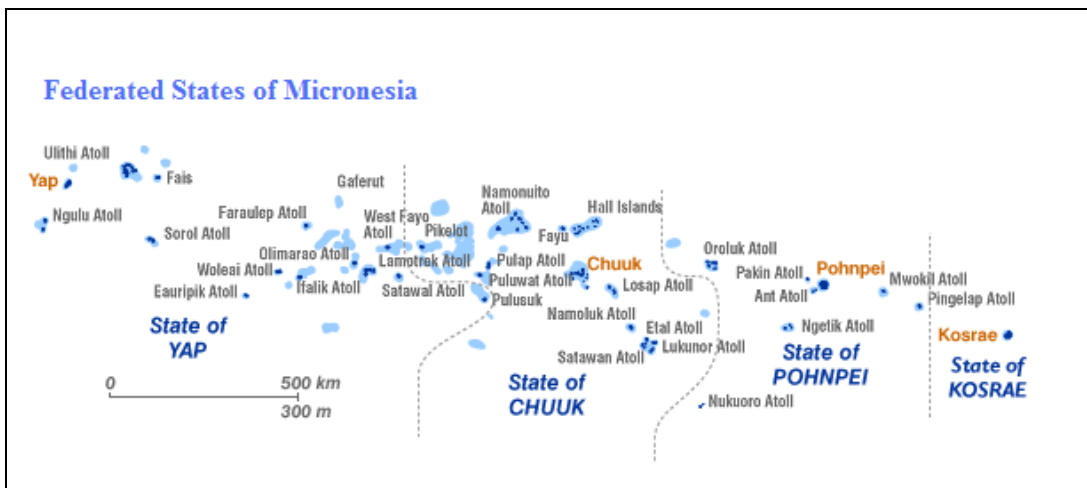 Federated States of Micronesia
Ulithi Atoll
Yap
Fais
Gaferut
Namonuito
Atoll
Hall Islands
Ngulu Atoll
Faraulep Atoll
West Fayo
Atoll
Pikelot
Fayu
Sorol Atoll
Olimarao Atoll
Lamotrek Atoll
Pulap Atoll
Chuuk
Oroluk Atoll
Woleai Atoll
Ifalik Atoll
Satawal Atoll
Puluwat Atoll
Losap Atoll
Pakin Atoll
Pohnpei
Mwokil Atoll
Eauripik Atoll
Pulusuk
Ant Atoll
Pingelap Atoll
Namoluk Atoll
Etal Atoll
Ngetik Atoll
Kosrae
Lukunor Atoll
Satawan Atoll
State of
YAP
State of
CHUUK
State of
POHNPEI
State of
KOSRAE
Nukuoro Atoll
0 500 km
300 m